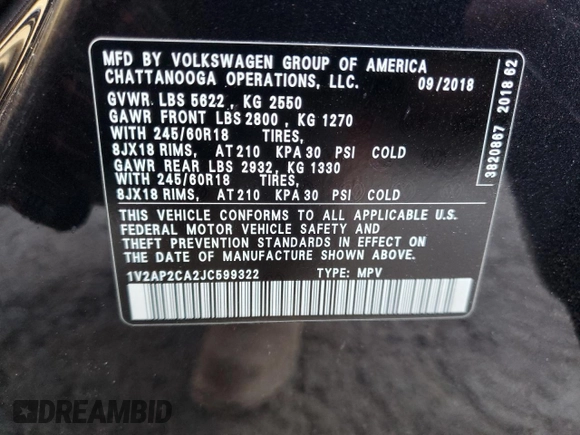 MFD BY VOLKSWAGEN GROUP OF AMERICA
CHATTANOOGA OPERATIONS, LLC. 09/2018
GVWR LBS 5622 , KG 2550
GAWR FRONT LBS 2800 , KG 1270
WITH 245/60R18 TIRES,
8JX18 RIMS, AT 210 KPA 30 PSI COLD
GAWR REAR LBS 2932, KG 1330
WITH 245/60R18 TIRES,
8JX18 RIMS, AT 210 KPA 30 PSI COLD
THIS VEHICLE CONFORMS TO ALL APPLICABLE U.S.
FEDERAL MOTOR VEHICLE SAFETY AND
THEFT PREVENTION STANDARDS IN EFFECT ON
THE DATE OF MANUFACTURE SHOWN ABOVE.
1V2AP2CA2JC599322 TYPE: MPV
3820867 2018 62
DREAMBID